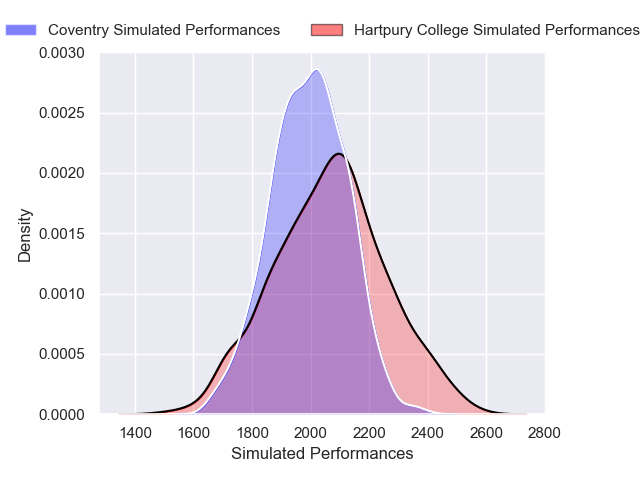 Coventry Simulated Performances Hartpury College Simulated Performances
0.0030
0.0025
0.0020
0.0015
0.0010
0.0005
0.0000
Density
1400 1600 1800 2000 2200 2400 2600 2800
Simulated Performances